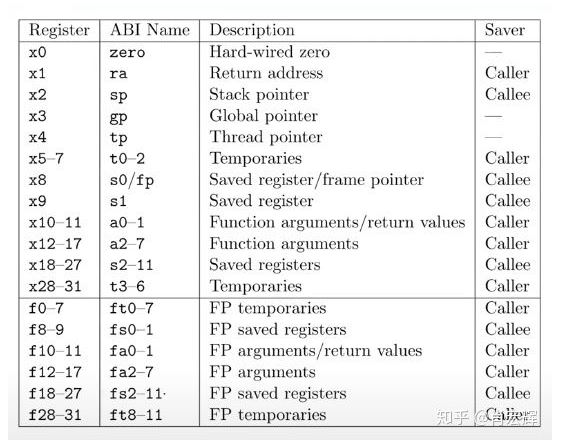 Register ABI Name Description Saver
x0 zero Hard-wired zero —
x1 ra Return address Caller
x2 sp Stack pointer Callee
x3 gp Global pointer —
x4 tp Thread pointer —
x5–7 t0–2 Temporaries Caller
x8 s0/fp Saved register/frame pointer Callee
x9 s1 Saved register Callee
x10–11 a0–1 Function arguments/return values Caller
x12–17 a2–7 Function arguments Caller
x18–27 s2–11 Saved registers Callee
x28–31 t3–6 Temporaries Caller
f0–7 ft0–7 FP temporaries Caller
f8–9 fs0–1 FP saved registers Callee
f10–11 fa0–1 FP arguments/return values Caller
f12–17 fa2–7 FP arguments Caller
f18–27 fs2–11 FP saved registers Callee
f28–31 ft8–11 FP temporaries Caller
知乎